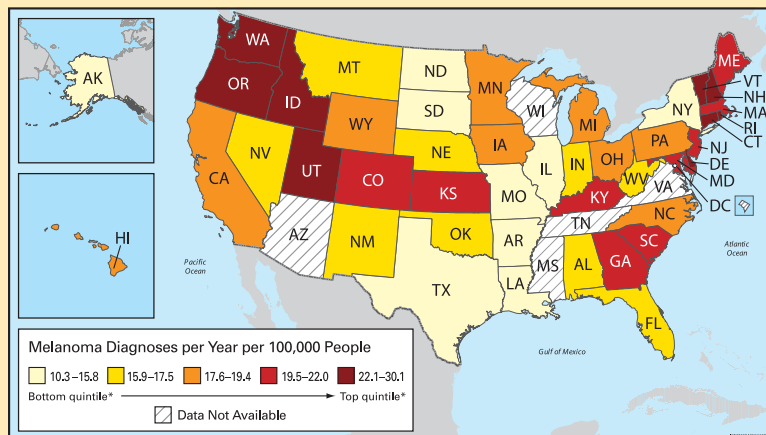 AK
HI
WA
OR
ID
MT
ND
SD
MN
WI
MI
ME
VT
NH
MA
RI
CT
NY
NJ
DE
MD
DC
PA
OH
IN
IL
IA
NE
WY
NV
CA
UT
CO
KS
MO
KY
WV
VA
NC
TN
SC
GA
AL
MS
AR
LA
OK
TX
NM
AZ
FL
Pacific
Ocean
Atlantic
Ocean
Gulf of Mexico
Melanoma Diagnoses per Year per 100,000 People
10.3–15.8 15.9–17.5 17.6–19.4 19.5–22.0 22.1–30.1
Bottom quintile* Top quintile*
Data Not Available